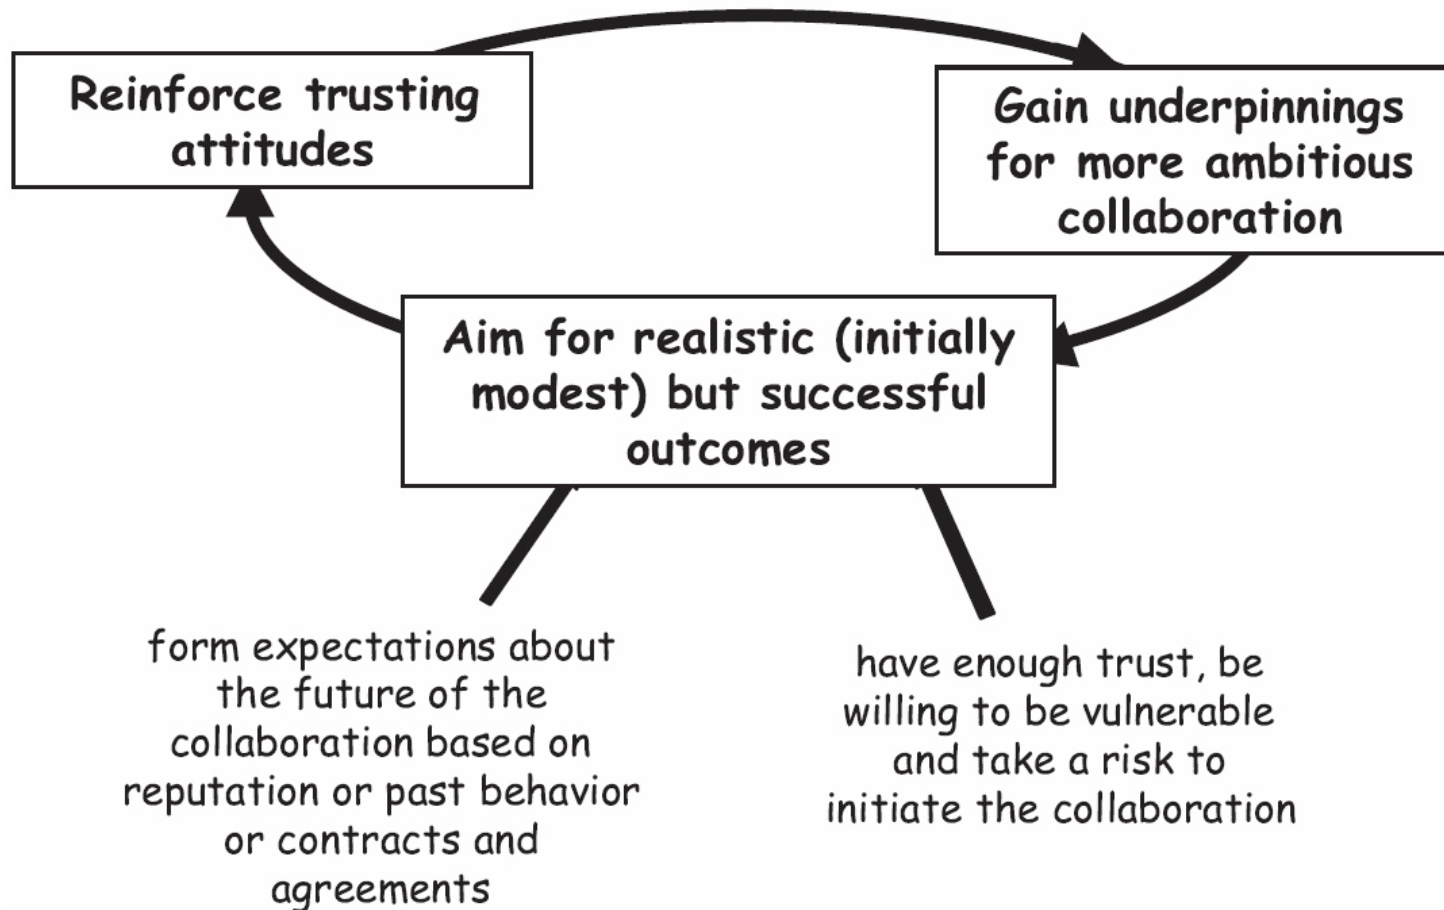 Reinforce trusting
attitudes
Gain underpinnings
for more ambitious
collaboration
Aim for realistic (initially
modest) but successful
outcomes
form expectations about
the future of the
collaboration based on
reputation or past behavior
or contracts and
agreements
have enough trust, be
willing to be vulnerable
and take a risk to
initiate the collaboration